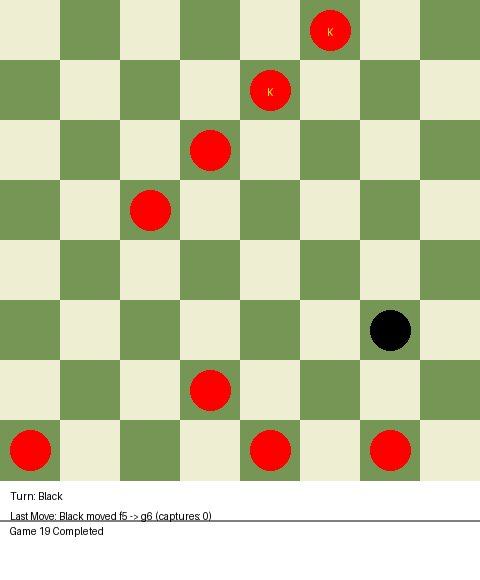 K
K
Turn: Black
Last Move: Black moved f5 -> g6 (captures: 0)
Game 19 Completed